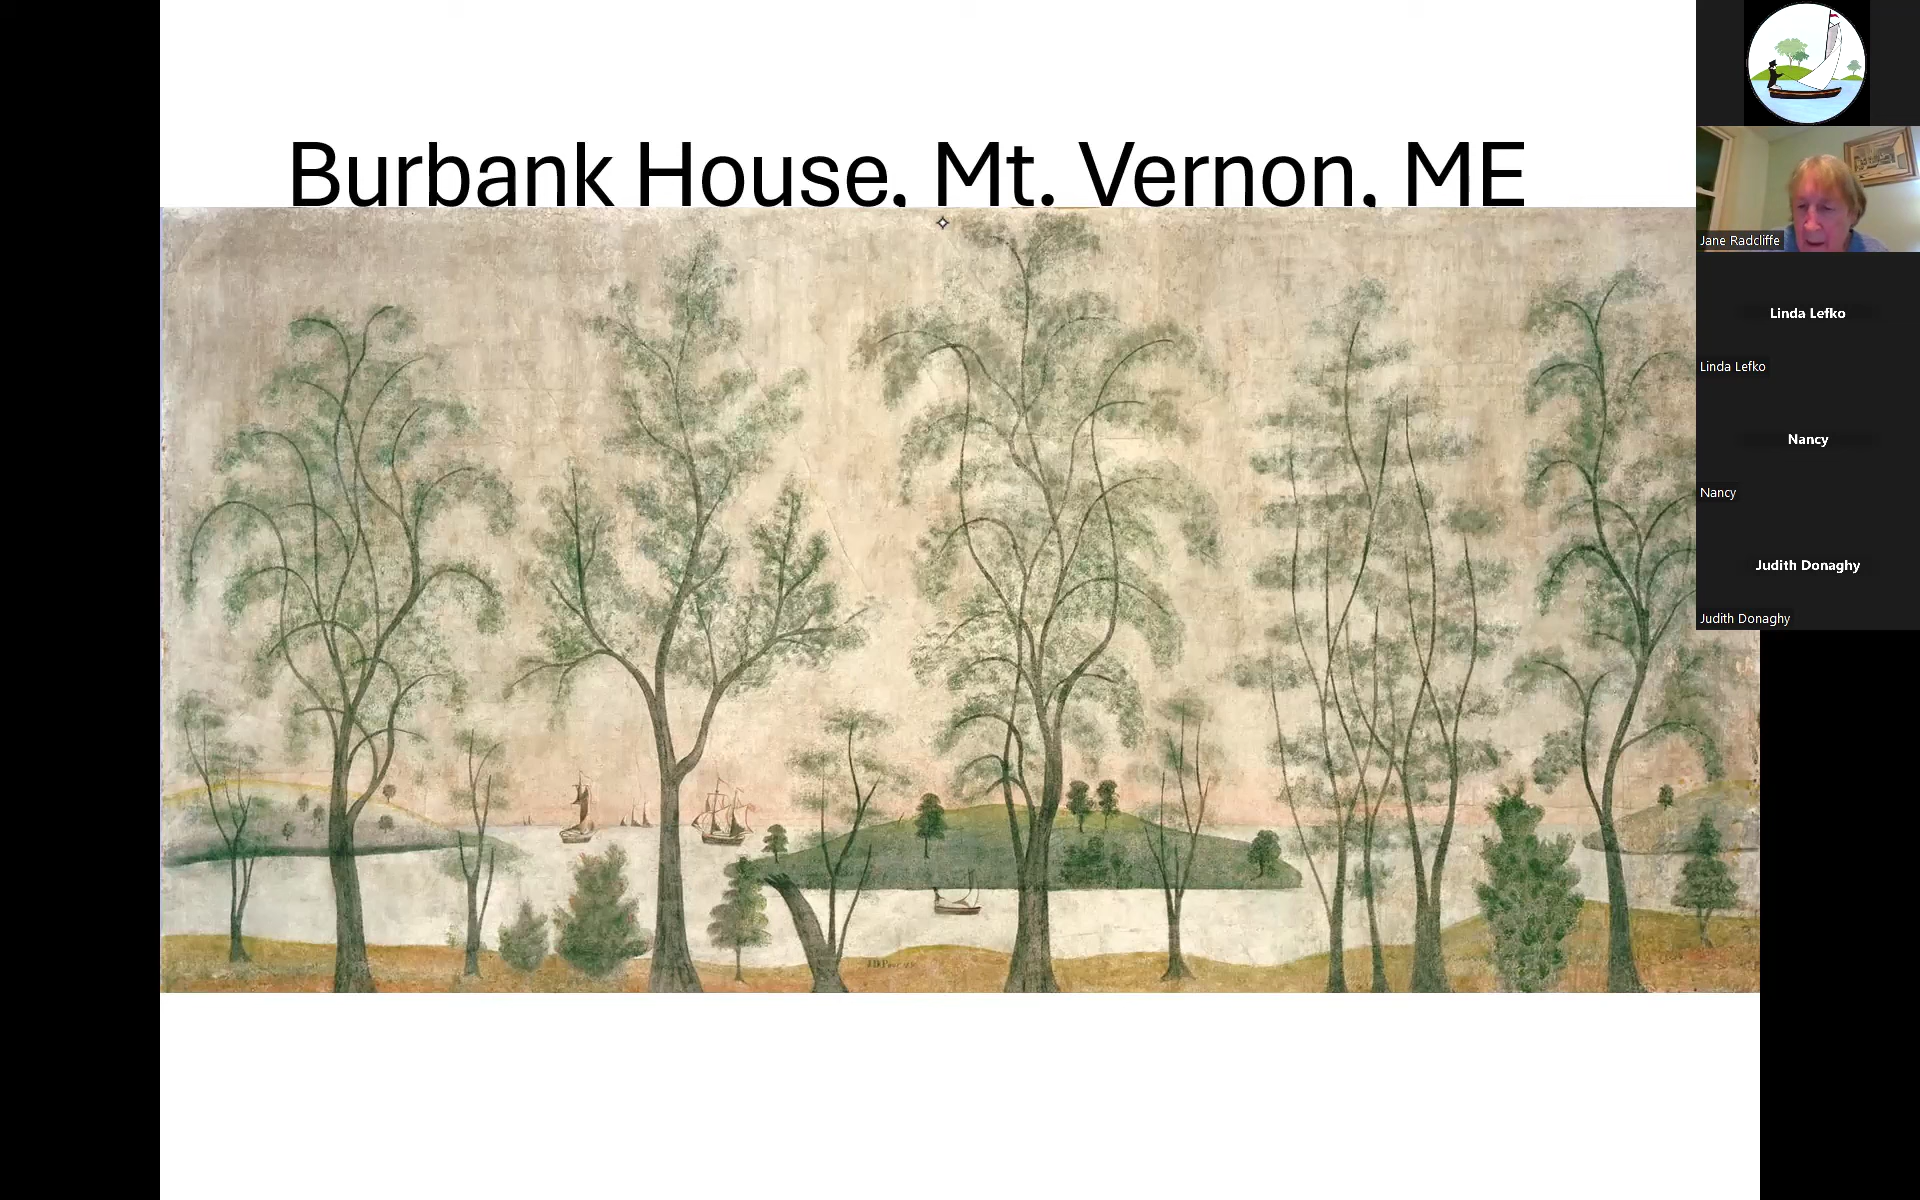 Burbank House, Mt. Vernon, ME
Jane Radcliffe
Linda Lefko
Linda Lefko
Nancy
Nancy
Judith Donaghy
Judith Donaghy